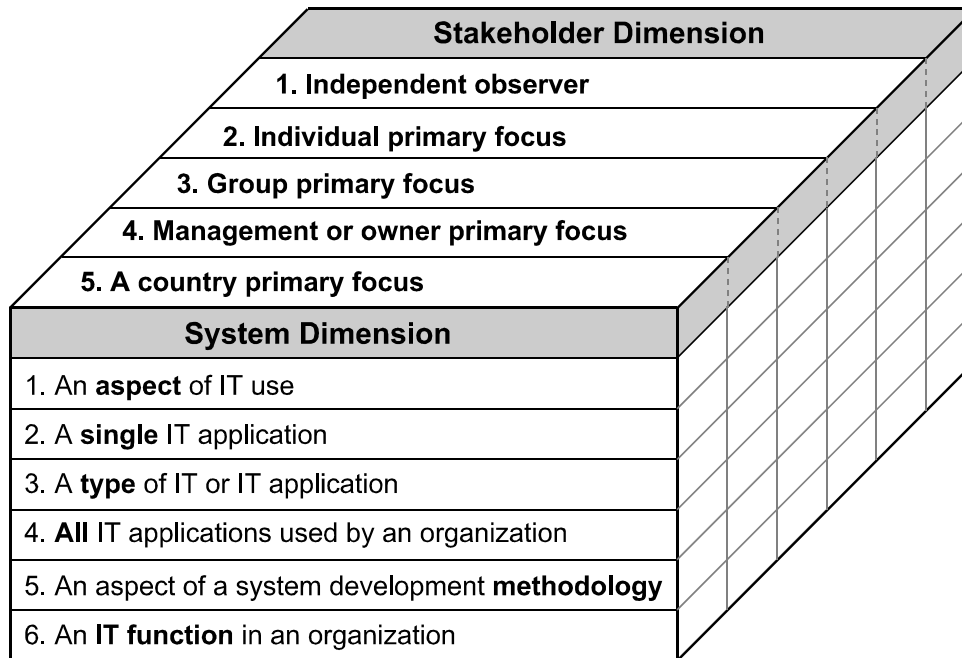 Stakeholder Dimension
1. Independent observer
2. Individual primary focus
3. Group primary focus
4. Management or owner primary focus
5. A country primary focus
System Dimension
1. An aspect of IT use
2. A single IT application
3. A type of IT or IT application
4. All IT applications used by an organization
5. An aspect of a system development methodology
6. An IT function in an organization